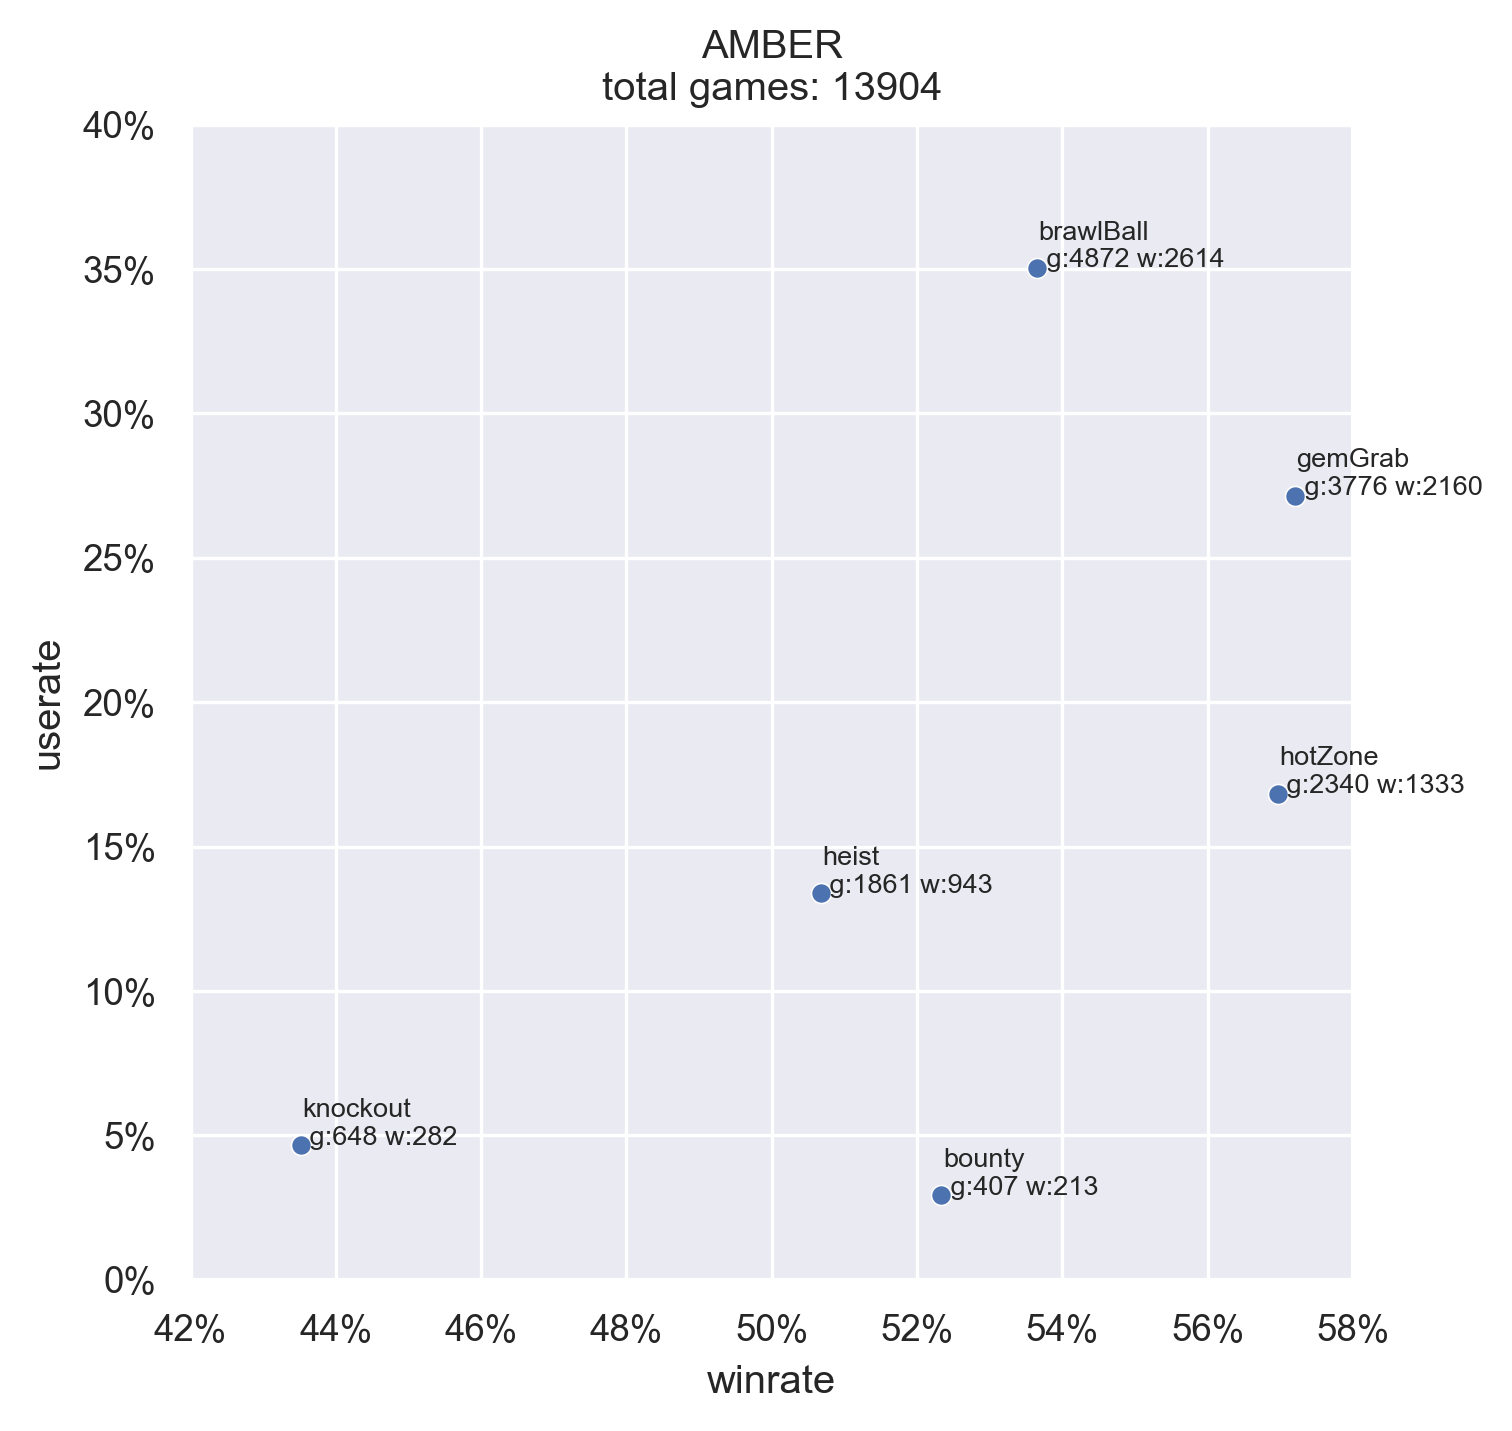 AMBER
total games: 13904
40%
35%
30%
25%
20%
15%
10%
5%
0%
userate
brawlBall
g:4872 w:2614
gemGrab
g:3776 w:2160
hotZone
g:2340 w:1333
heist
g:1861 w:943
knockout
g:648 w:282
bounty
g:407 w:213
42% 44% 46% 48% 50% 52% 54% 56% 58%
winrate